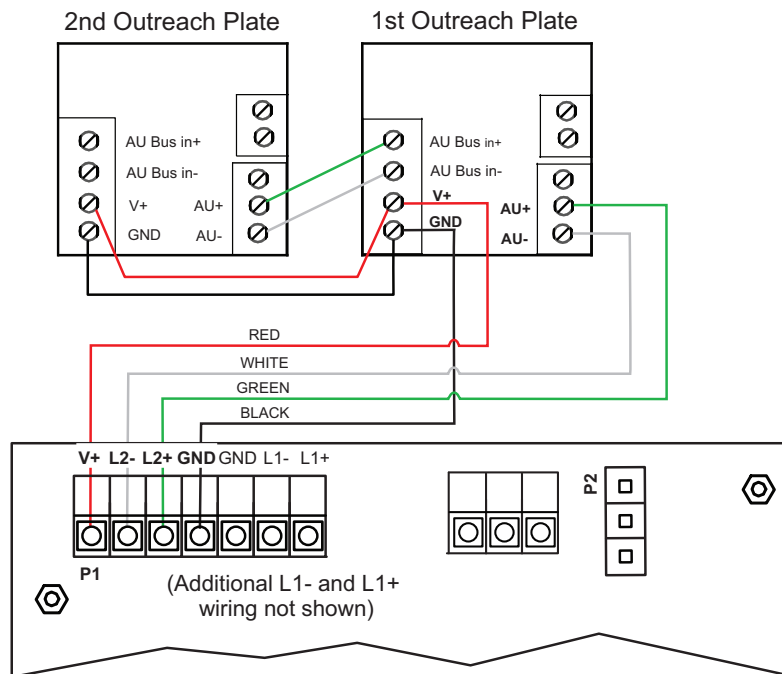 2nd Outreach Plate
1st Outreach Plate
AU Bus in+
AU Bus in-
V+
AU+
GND
AU-
AU Bus in+
AU Bus in-
V+
GND
AU+
AU-
RED
WHITE
GREEN
BLACK
V+ L2- L2+ GND GND L1- L1+
P1
P2
(Additional L1- and L1+
wiring not shown)